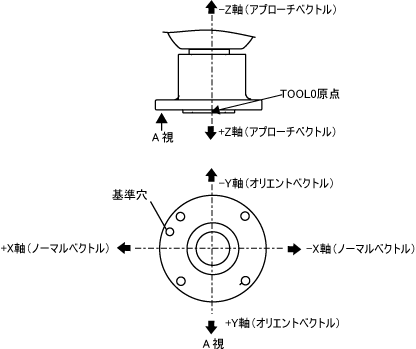 −Z軸(アプローチベクトル)
TOOL0原点
A 視
+Z軸(アプローチベクトル)
−Y軸(オリエントベクトル)
基準穴
+X軸(ノーマルベクトル)
−X軸(ノーマルベクトル)
+Y軸(オリエントベクトル)
A 視